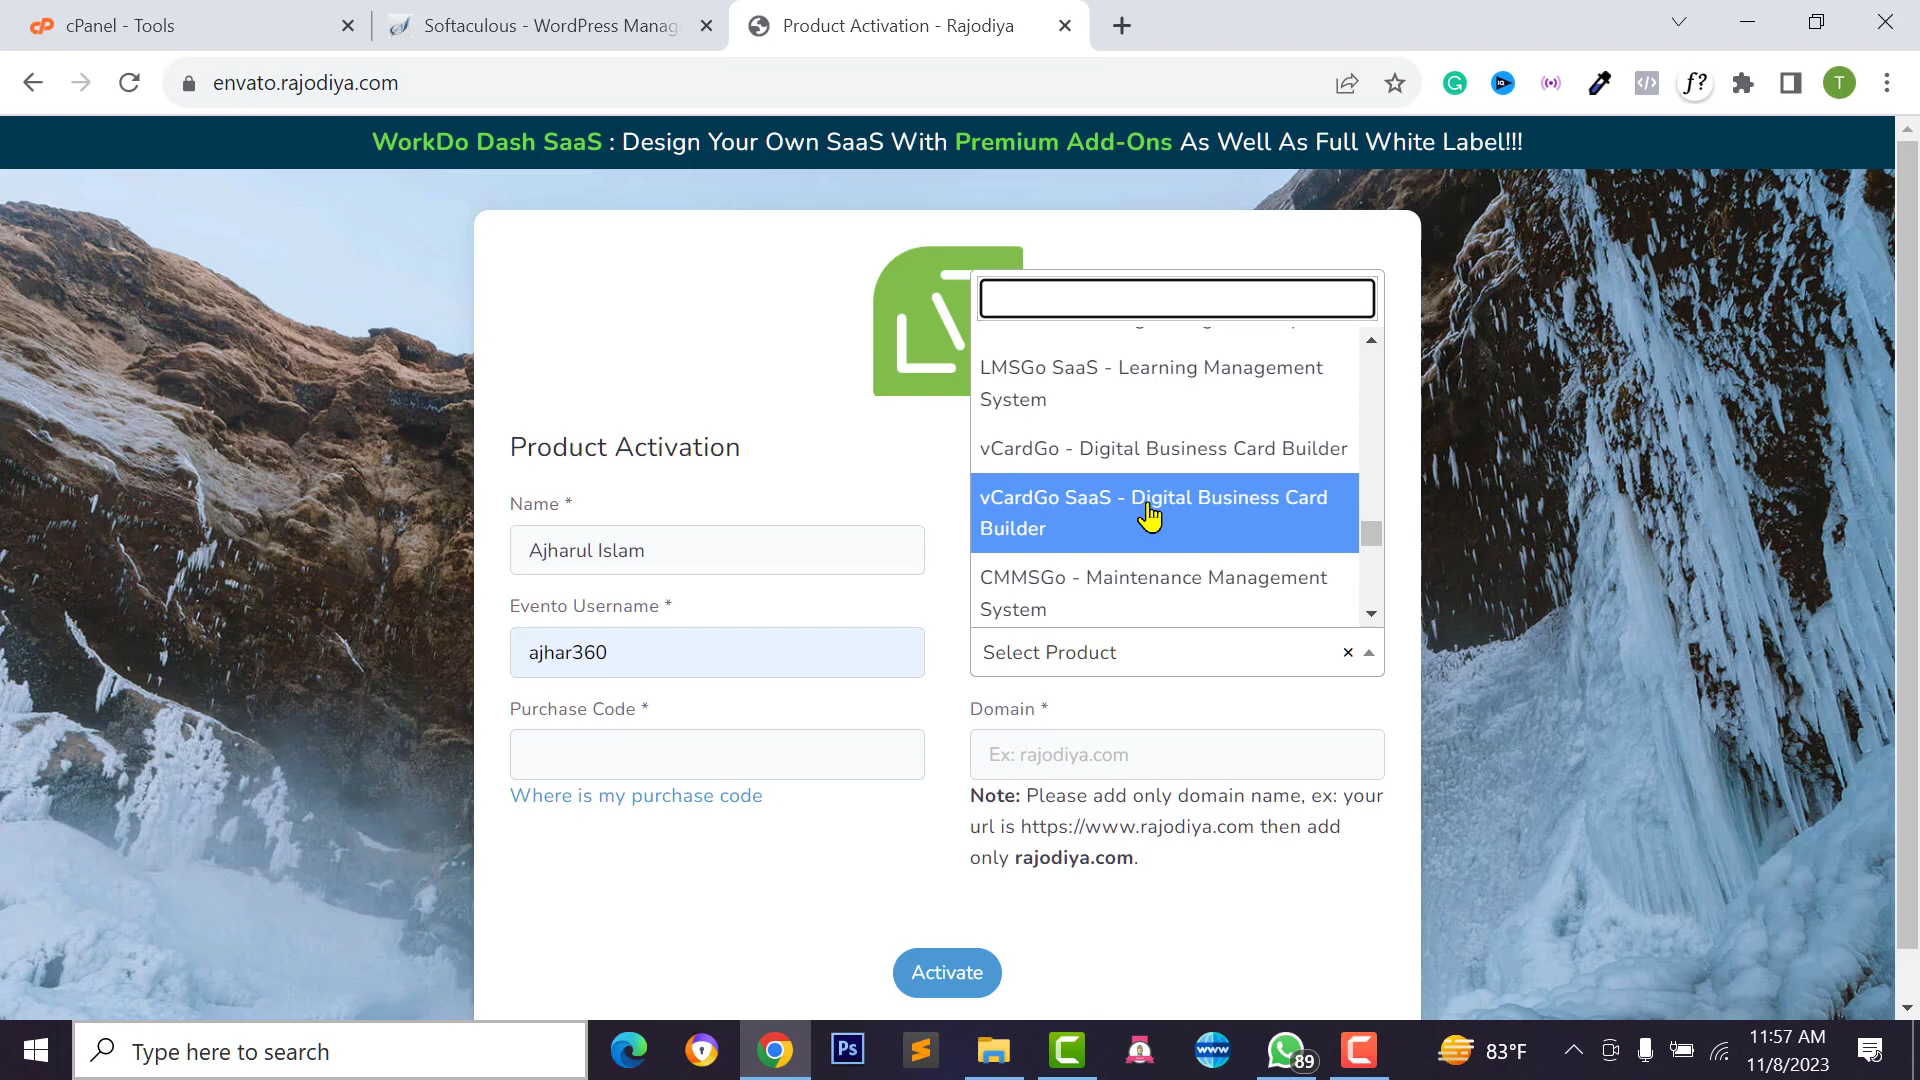 cPanel - Tools
Softaculous - WordPress Manag
Product Activation - Rajodiya
envato.rajodiya.com
T
WorkDo Dash SaaS : Design Your Own SaaS With Premium Add-Ons As Well As Full White Label!!!
LMSGo SaaS - Learning Management
System
vCardGo - Digital Business Card Builder
vCardGo SaaS - Digital Business Card
Builder
CMMSGo - Maintenance Management
System
Select Product
Product Activation
Name *
Ajharul Islam
Evento Username *
ajhar360
Purchase Code *
Where is my purchase code
Domain *
Ex: rajodiya.com
Note: Please add only domain name, ex: your
url is https://www.rajodiya.com then add
only rajodiya.com.
Activate
Type here to search
Ps
www
89
83°F
11:57 AM
11/8/2023